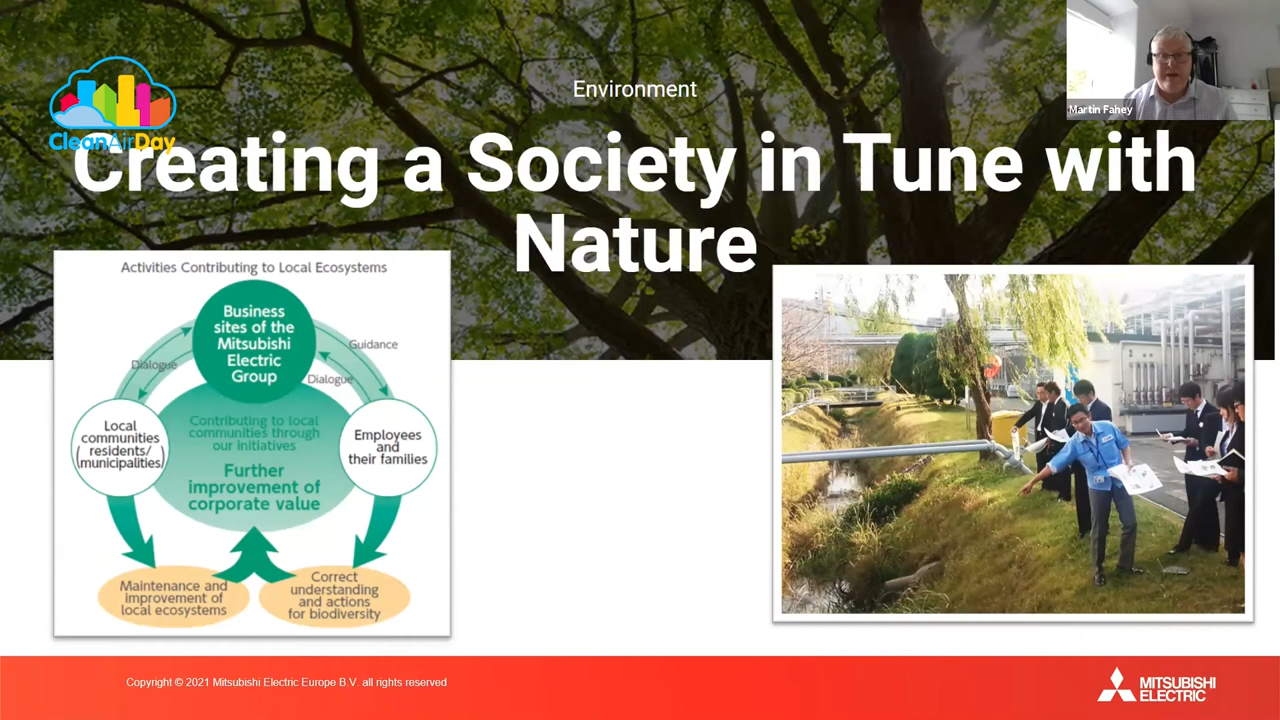 Environment
Martin Fahey
CleanAirDay
Creating a Society in Tune with
Nature
Activities Contributing to Local Ecosystems
Business
sites of the
Mitsubishi
Electric
Group
Dialogue
Guidance
Dialogue
Local
communities
residents/
(municipalities)
Contributing to local
communities through
our initiatives
Further
improvement of
corporate value
Employees
and
their families
Maintenance and
improvement of
local ecosystems
Correct
understanding
and actions
for biodiversity
Copyright © 2021 Mitsubishi Electric Europe B.V. all rights reserved
MITSUBISHI
ELECTRIC